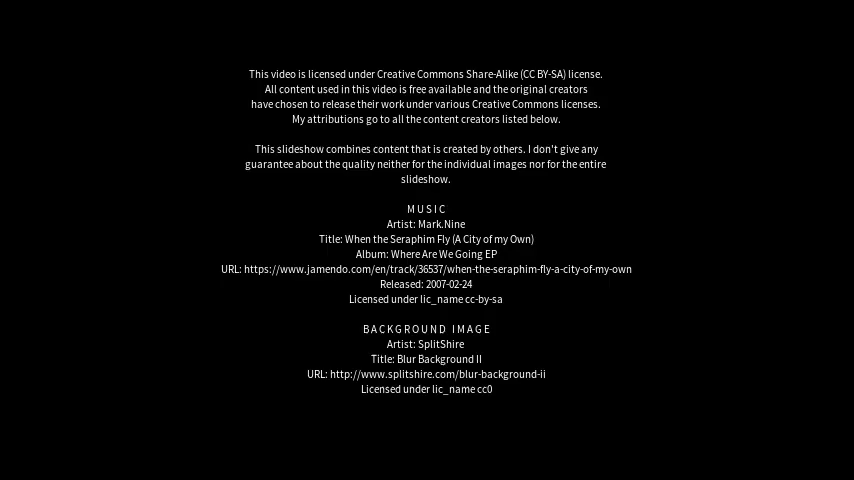 This video is licensed under Creative Commons Share-Alike (CC BY-SA) license.
All content used in this video is free available and the original creators
have chosen to release their work under various Creative Commons licenses.
My attributions go to all the content creators listed below.
This slideshow combines content that is created by others. I don't give any
guarantee about the quality neither for the individual images nor for the entire
slideshow.
M U S I C
Artist: Mark.Nine
Title: When the Seraphim Fly (A City of my Own)
Album: Where Are We Going EP
URL: https://www.jamendo.com/en/track/36537/when-the-seraphim-fly-a-city-of-my-own
Released: 2007-02-24
Licensed under lic_name cc-by-sa
B A C K G R O U N D   I M A G E
Artist: SplitShire
Title: Blur Background II
URL: http://www.splitshire.com/blur-background-ii
Licensed under lic_name cc0